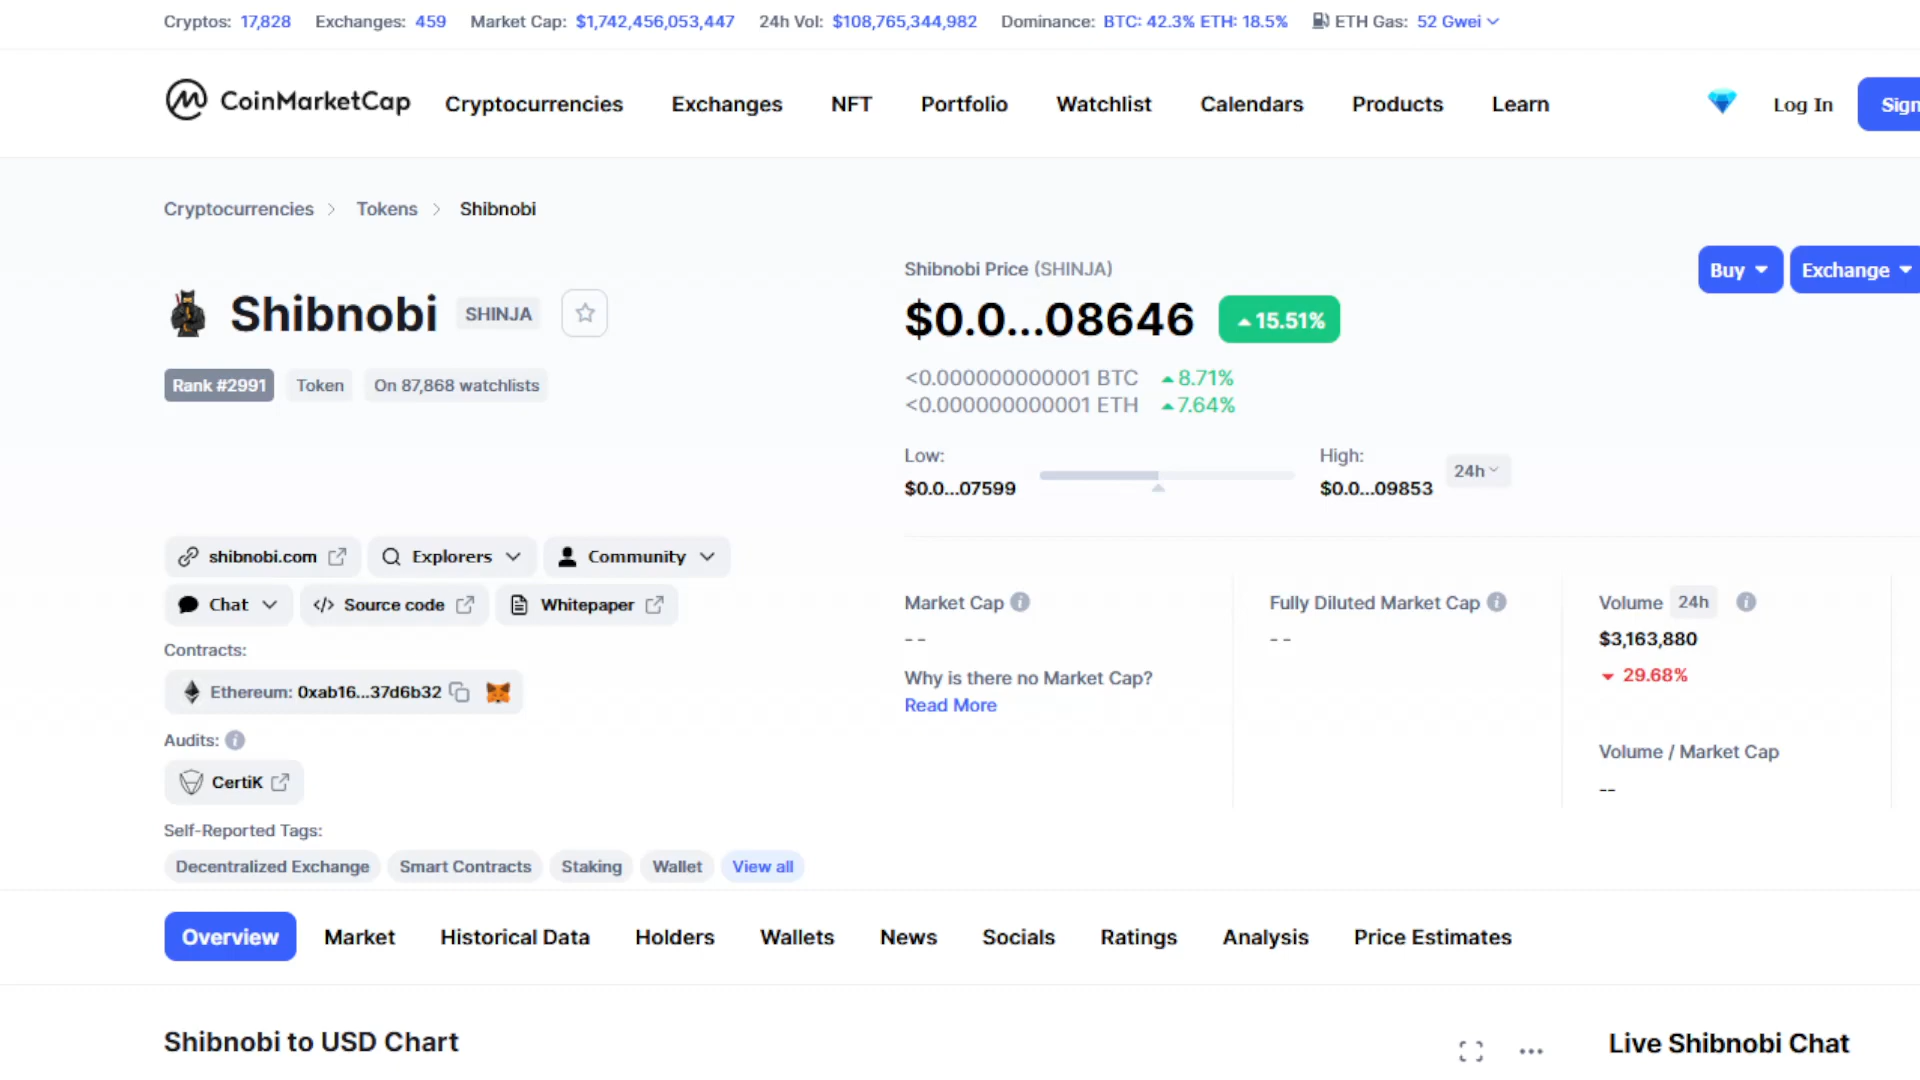 Cryptos: 17,828 Exchanges: 459 Market Cap: $1,742,456,053,447 24h Vol: $108,765,344,982 Dominance: BTC: 42.3% ETH: 18.5% ETH Gas: 52 Gwei
CoinMarketCap Cryptocurrencies Exchanges NFT Portfolio Watchlist Calendars Products Learn Log In Sign
Cryptocurrencies Tokens Shibnobi
Shibnobi SHINJA
Rank #2991 Token On 87,868 watchlists
Shibnobi Price (SHINJA)
$0.0...08646 15.51%
<0.000000000001 BTC 8.71%
<0.000000000001 ETH 7.64%
Low:
$0.0...07599
High:
$0.0...09853
24h
Buy Exchange
shibnobi.com Explorers Community
Chat </> Source code Whitepaper
Contracts:
Ethereum: 0xab16...37d6b32
Audits:
CertiK
Self-Reported Tags:
Decentralized Exchange Smart Contracts Staking Wallet View all
Market Cap
- -
Why is there no Market Cap?
Read More
Fully Diluted Market Cap
- -
Volume 24h
$3,163,880
29.68%
Volume / Market Cap
--
Overview Market Historical Data Holders Wallets News Socials Ratings Analysis Price Estimates
Shibnobi to USD Chart
Live Shibnobi Chat